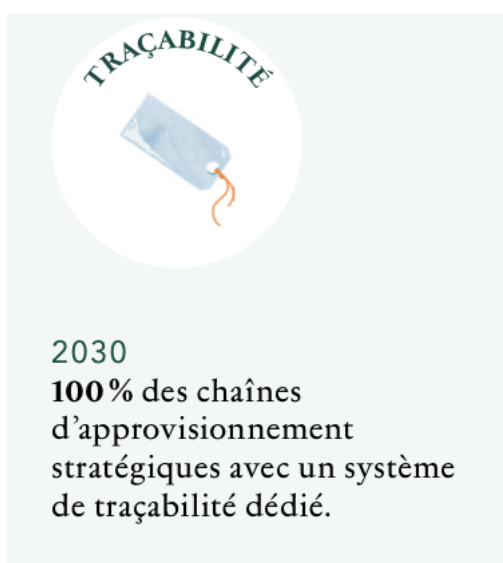 TRAÇABILITÉ
2030
100 % des chaînes
d’approvisionnement
stratégiques avec un système
de traçabilité dédié.